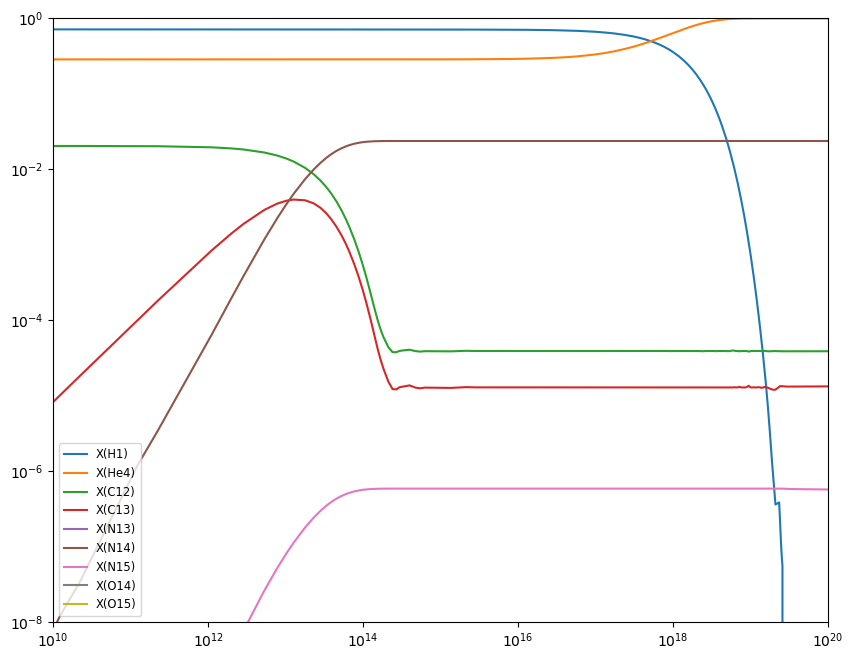 10^0
10^-2
10^-4
10^-6
10^-8
X(H1)
X(He4)
X(C12)
X(C13)
X(N13)
X(N14)
X(N15)
X(O14)
X(O15)
10^10 10^12 10^14 10^16 10^18 10^20